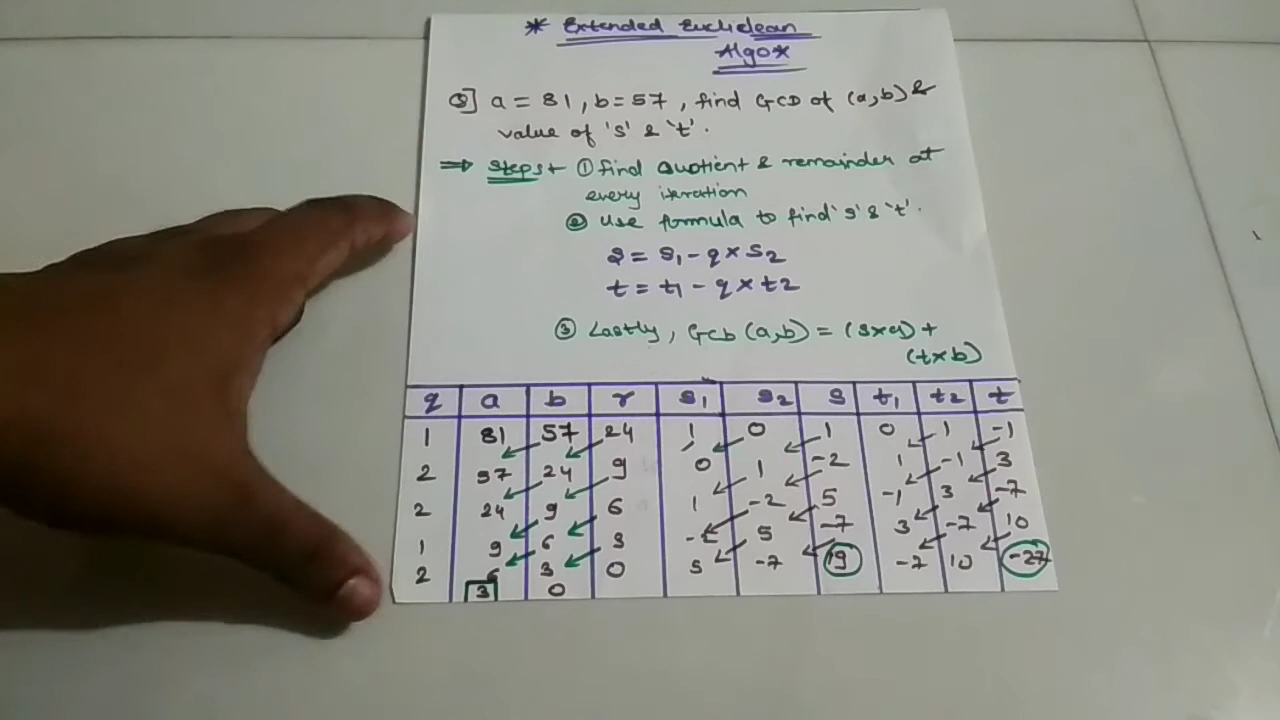 * Extended Euclidean
Algo*
Q] a = 81, b = 57, find GCD of (a,b) &
value of 's' & 't'.
⇒ Steps ① find Quotient & remainder at
every iteration
② Use formula to find 's' & 't'.
s = s₁ - q × s₂
t = t₁ - q × t₂
③ Lastly, GCD (a,b) = (s×a) +
(t×b)
q a b r s₁ s₂ s t₁ t₂ t
1 81 57 24 1 0 1 0 1 -1
2 57 24 9 0 1 -2 1 -1 3
2 24 9 6 1 -2 5 -1 3 -7
1 9 6 3 -2 5 -7 3 -7 10
2 6 3 0 5 -7 19 -7 10 -27
3 0